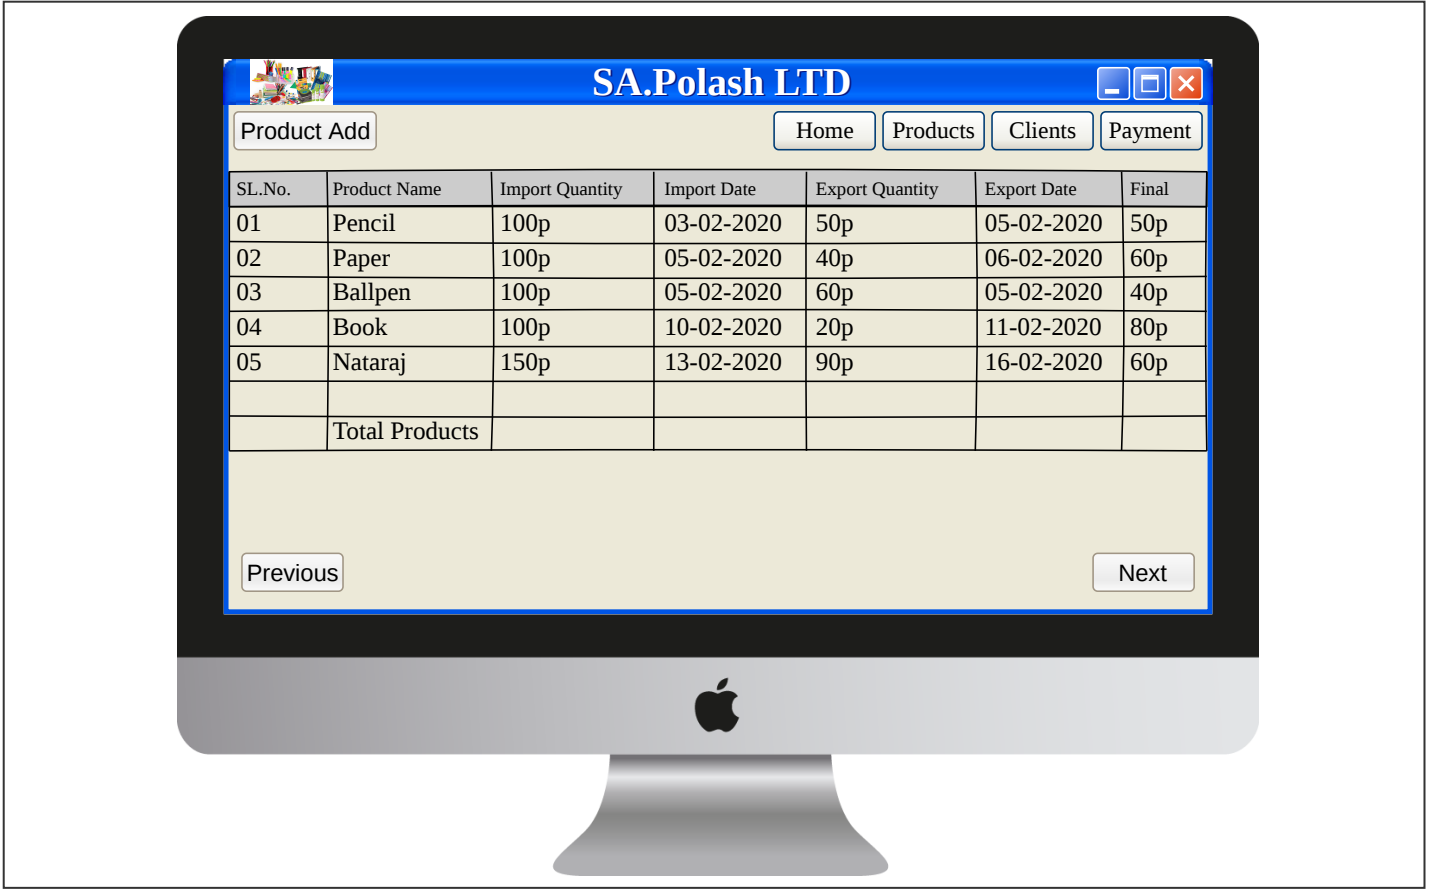 SA.Polash LTD
Product Add Home Products Clients Payment
SL.No. Product Name Import Quantity Import Date Export Quantity Export Date Final
01 Pencil 100p 03-02-2020 50p 05-02-2020 50p
02 Paper 100p 05-02-2020 40p 06-02-2020 60p
03 Ballpen 100p 05-02-2020 60p 05-02-2020 40p
04 Book 100p 10-02-2020 20p 11-02-2020 80p
05 Nataraj 150p 13-02-2020 90p 16-02-2020 60p
Total Products
Previous Next